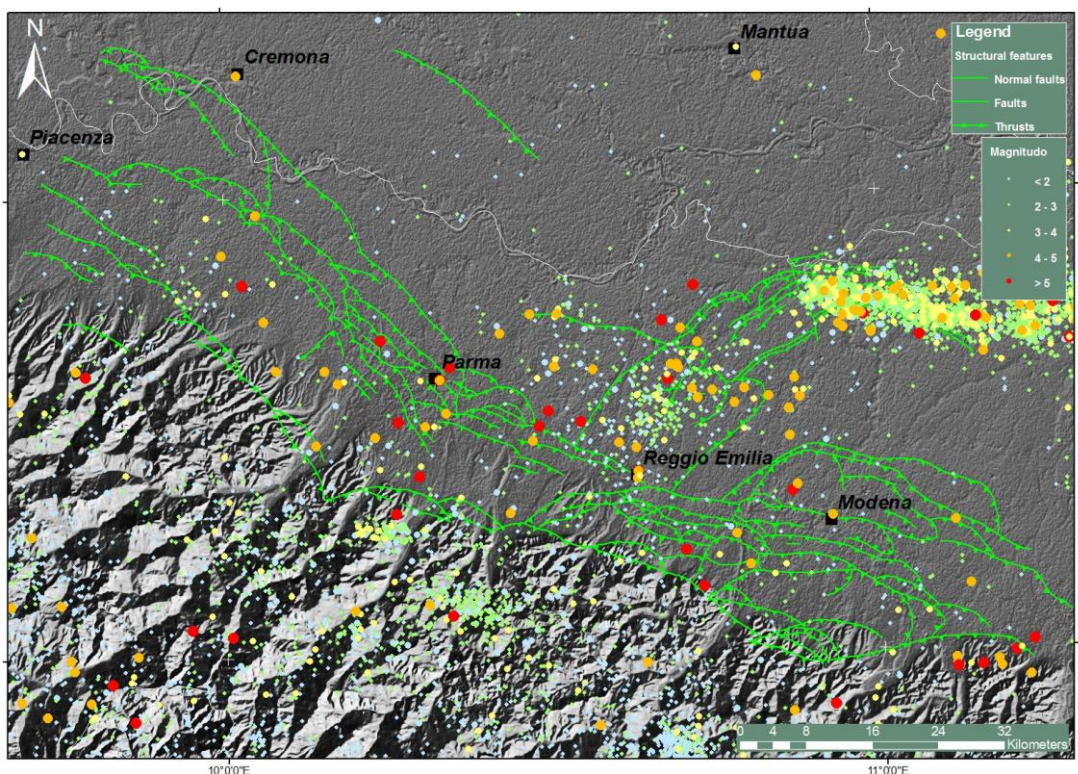 N
Mantua
Cremona
Piacenza
Legend
Structural features
Normal faults
Faults
Thrusts
Magnitudo
< 2
2 - 3
3 - 4
4 - 5
> 5
Parma
Reggio Emilia
Modena
0 4 8 16 24 32
Kilometers
10°0'0"E
11°0'0"E